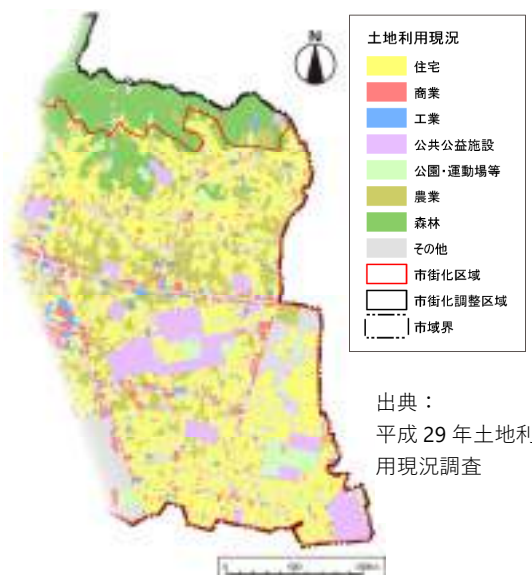 N
土地利用現況
住宅
商業
工業
公共公益施設
公園・運動場等
農業
森林
その他
市街化区域
市街化調整区域
市域界
出典：
平成 29 年土地利
用現況調査
0